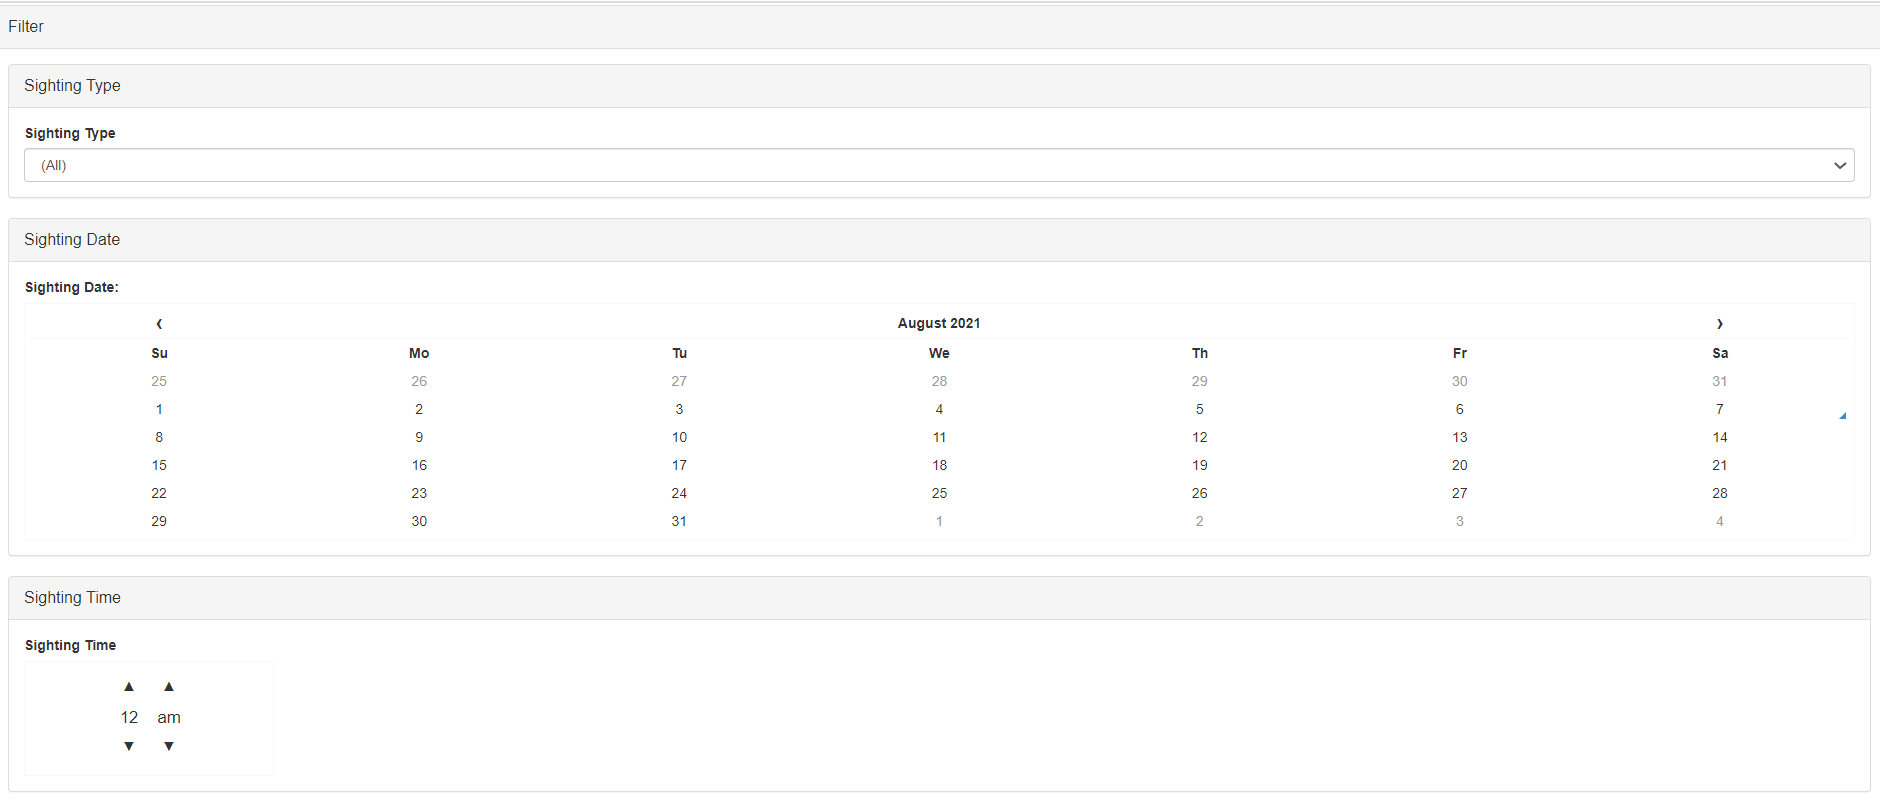 Filter
Sighting Type
Sighting Type
(All)
Sighting Date
Sighting Date:
‹ August 2021 ›
Su Mo Tu We Th Fr Sa
25 26 27 28 29 30 31
1 2 3 4 5 6 7
8 9 10 11 12 13 14
15 16 17 18 19 20 21
22 23 24 25 26 27 28
29 30 31 1 2 3 4
Sighting Time
Sighting Time
▲ ▲
12 am
▼ ▼